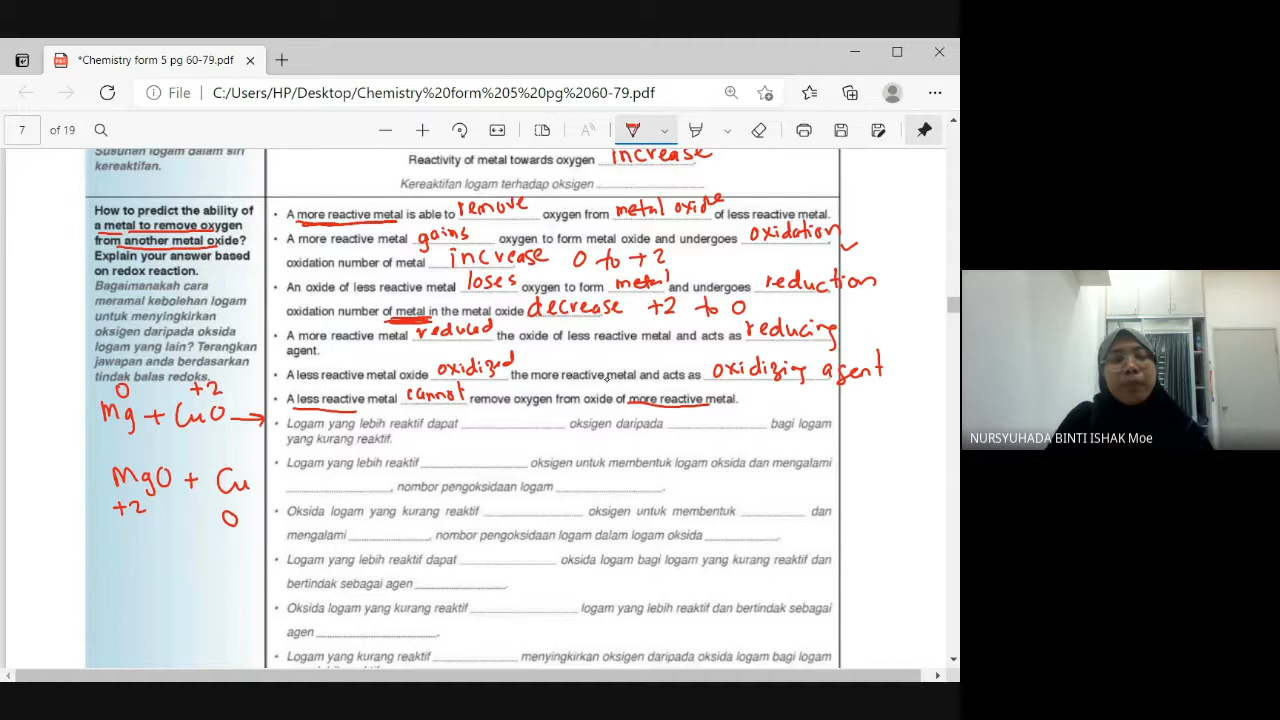 *Chemistry form 5 pg 60-79.pdf
File C:/Users/HP/Desktop/Chemistry%20form%205%20pg%2060-79.pdf
7 of 19
Susunan logam dalam siri kereaktifan.
Reactivity of metal towards oxygen increase
Kereaktifan logam terhadap oksigen
How to predict the ability of
a metal to remove oxygen
from another metal oxide?
Explain your answer based
on redox reaction.
Bagaimanakah cara
meramal kebolehan logam
untuk menyingkirkan
oksigen daripada oksida
logam yang lain? Terangkan
jawapan anda berdasarkan
tindak balas redoks.
0 +2
Mg + CuO →
MgO + Cu
+2 0
• A more reactive metal is able to remove oxygen from metal oxide of less reactive metal.
• A more reactive metal gains oxygen to form metal oxide and undergoes oxidation,
oxidation number of metal increase. 0 to +2
• An oxide of less reactive metal loses oxygen to form metal and undergoes reduction
oxidation number of metal in the metal oxide decrease +2 to 0
• A more reactive metal reduced the oxide of less reactive metal and acts as reducing
agent.
• A less reactive metal oxide oxidized the more reactive metal and acts as oxidizing agent
• A less reactive metal cannot remove oxygen from oxide of more reactive metal.
• Logam yang lebih reaktif dapat oksigen daripada bagi logam
yang kurang reaktif.
• Logam yang lebih reaktif oksigen untuk membentuk logam oksida dan mengalami
, nombor pengoksidaan logam .
• Oksida logam yang kurang reaktif oksigen untuk membentuk dan
mengalami , nombor pengoksidaan logam dalam logam oksida .
• Logam yang lebih reaktif dapat oksida logam bagi logam yang kurang reaktif dan
bertindak sebagai agen .
• Oksida logam yang kurang reaktif logam yang lebih reaktif dan bertindak sebagai
agen .
• Logam yang kurang reaktif menyingkirkan oksigen daripada oksida logam bagi logam
NURSYUHADA BINTI ISHAK Moe